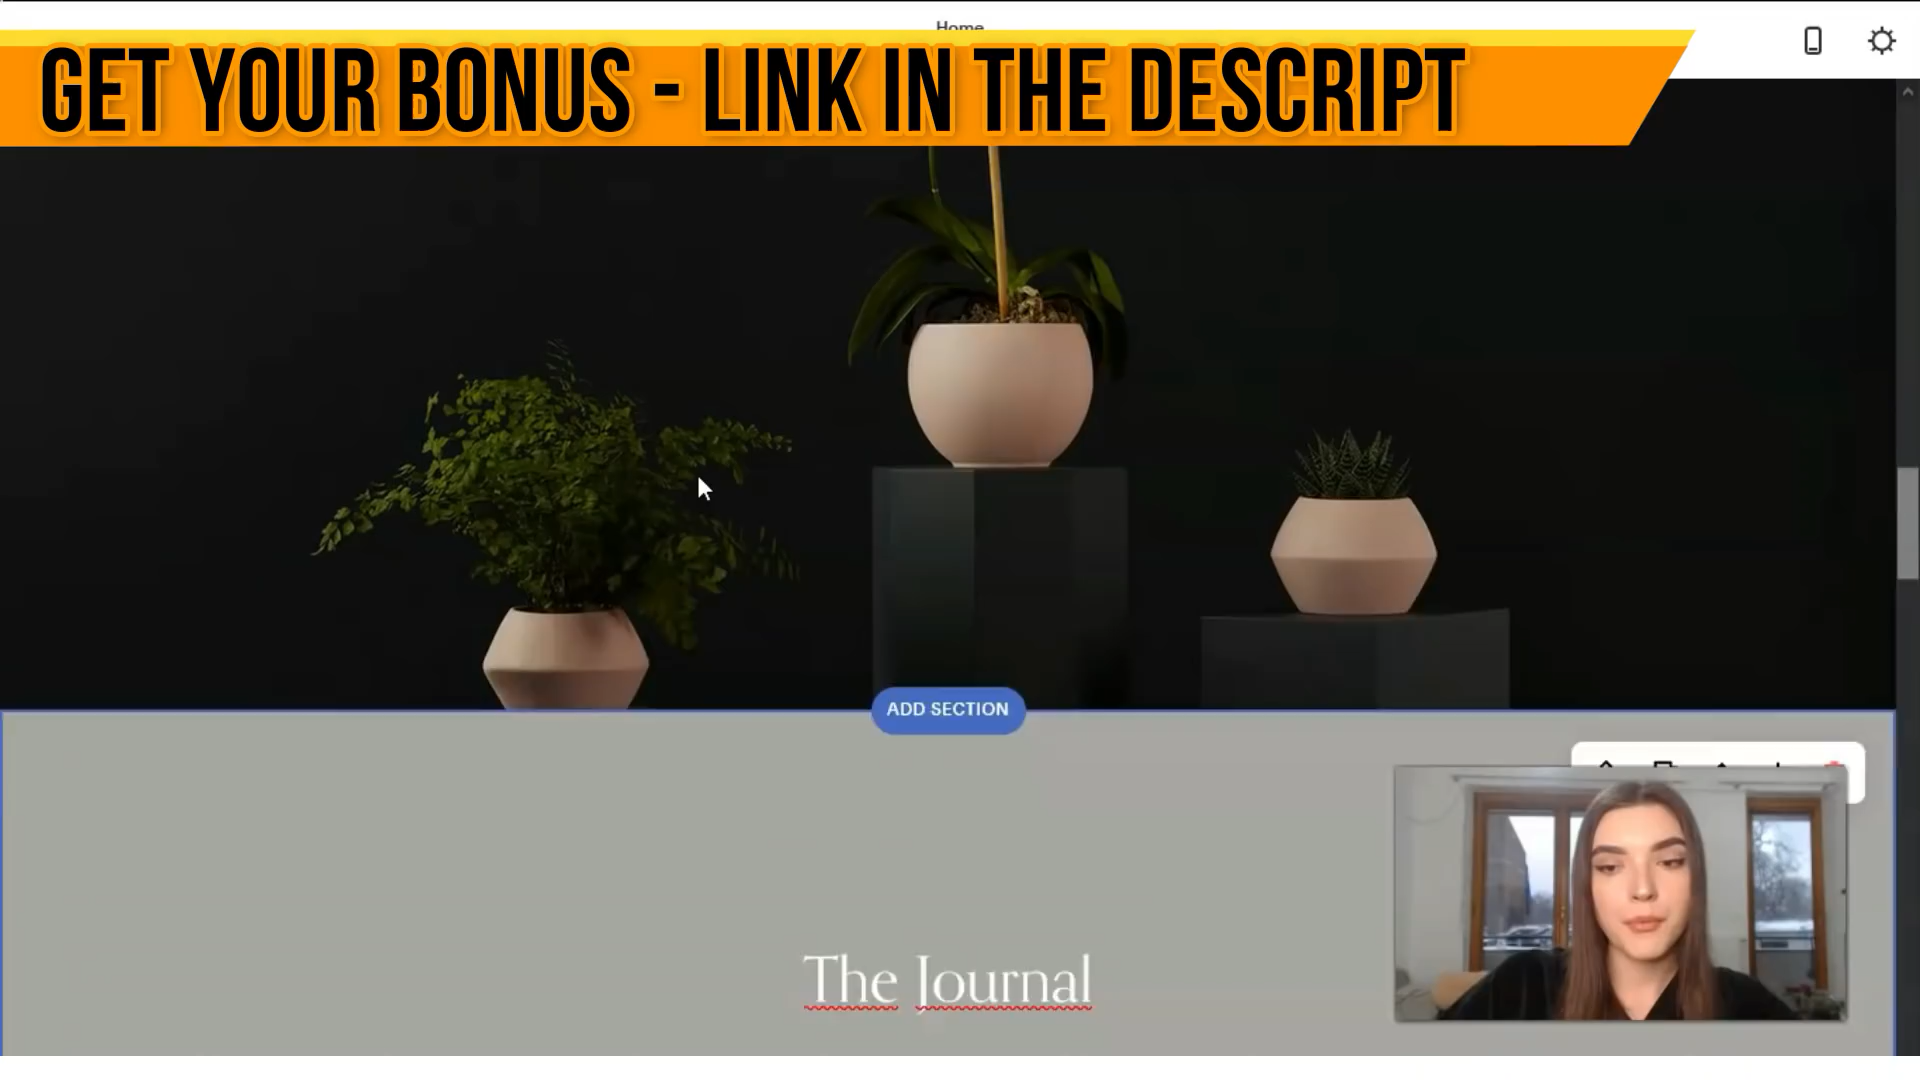 Home
GET YOUR BONUS - LINK IN THE DESCRIPT
ADD SECTION
The Journal